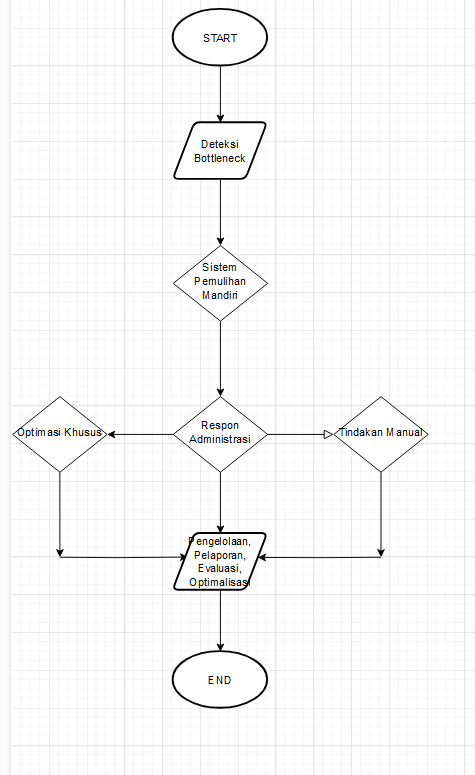 START
Deteksi
Bottleneck
Sistem
Pemulihan
Mandiri
Optimasi Khusus
Respon
Administrasi
Tindakan Manual
Pengelolaan,
Pelaporan,
Evaluasi,
Optimalisasi
END